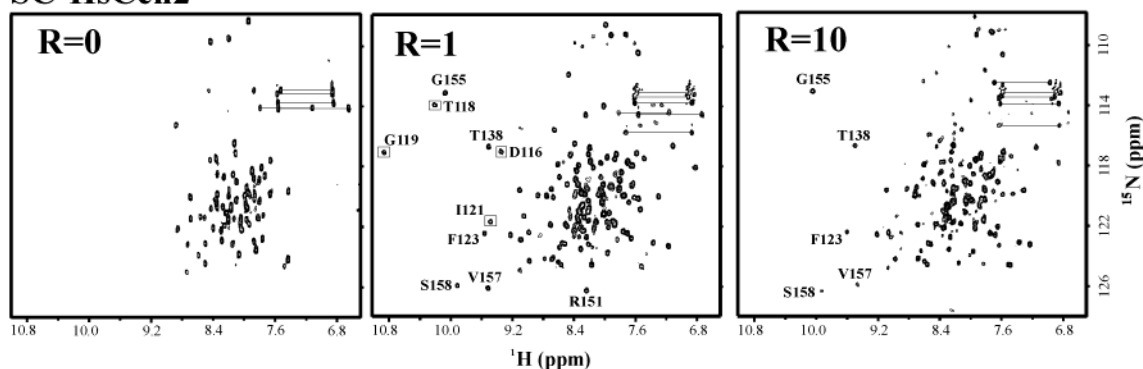 R=0
R=1
R=10
G155
T118
G119
T138
D116
I121
F123
S158
V157
R151
G155
T138
F123
V157
S158
110
114
118
122
126
15N (ppm)
10.8 10.0 9.2 8.4 7.6 6.8
10.8 10.0 9.2 8.4 7.6 6.8
10.8 10.0 9.2 8.4 7.6 6.8
1H (ppm)